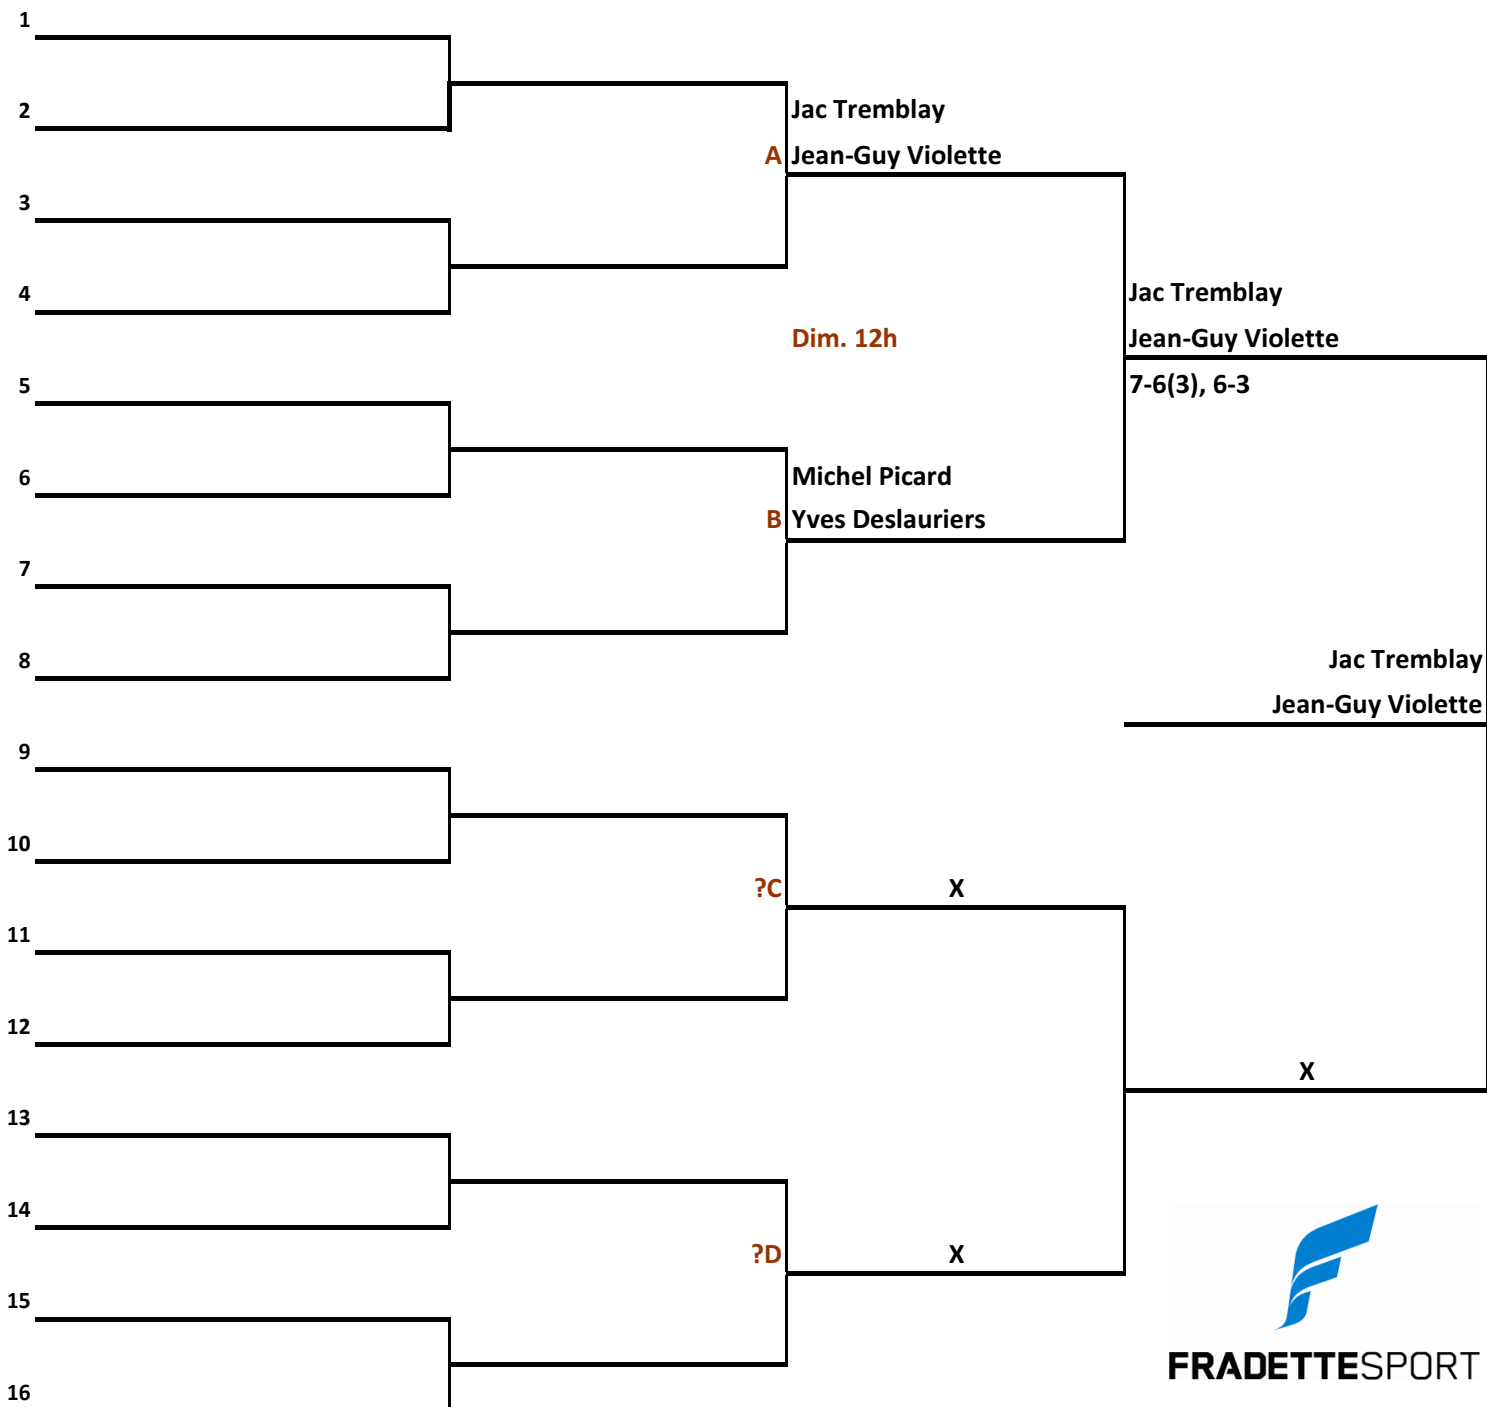 1
2
Jac Tremblay
A Jean-Guy Violette
3
4
Jac Tremblay
Dim. 12h
Jean-Guy Violette
5
7-6(3), 6-3
6
Michel Picard
B Yves Deslauriers
7
8
Jac Tremblay
Jean-Guy Violette
9
10
?C X
11
12
X
13
14
?D X
15
16
FRADETTESPORT